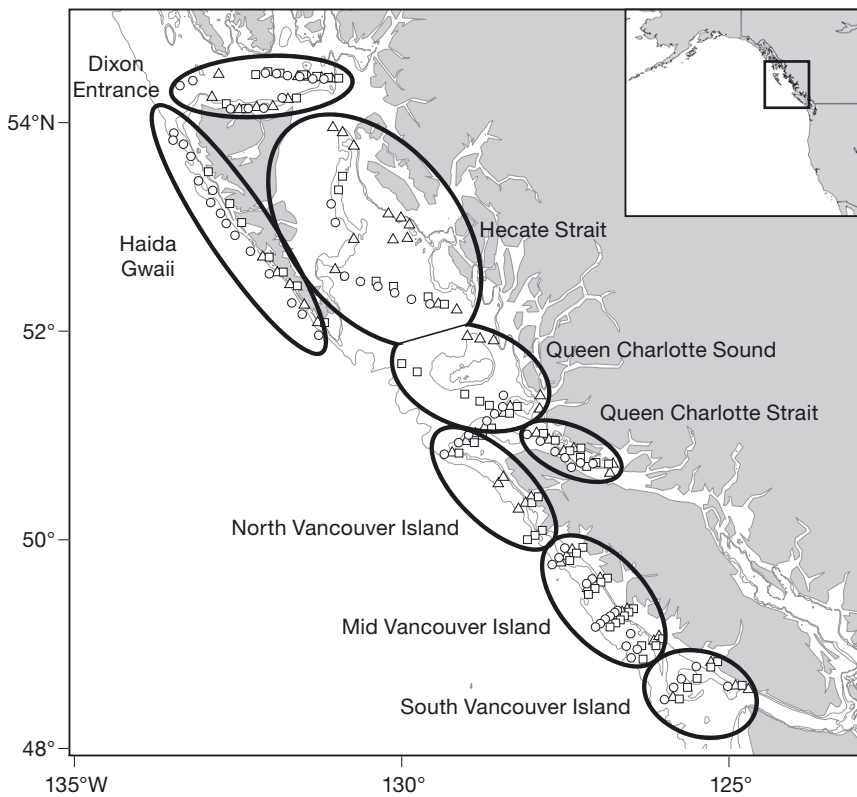 Dixon
Entrance
54°N
Hecate Strait
Haida
Gwaii
52°
Queen Charlotte Sound
Queen Charlotte Strait
50°
North Vancouver Island
Mid Vancouver Island
South Vancouver Island
48°
135°W
130°
125°